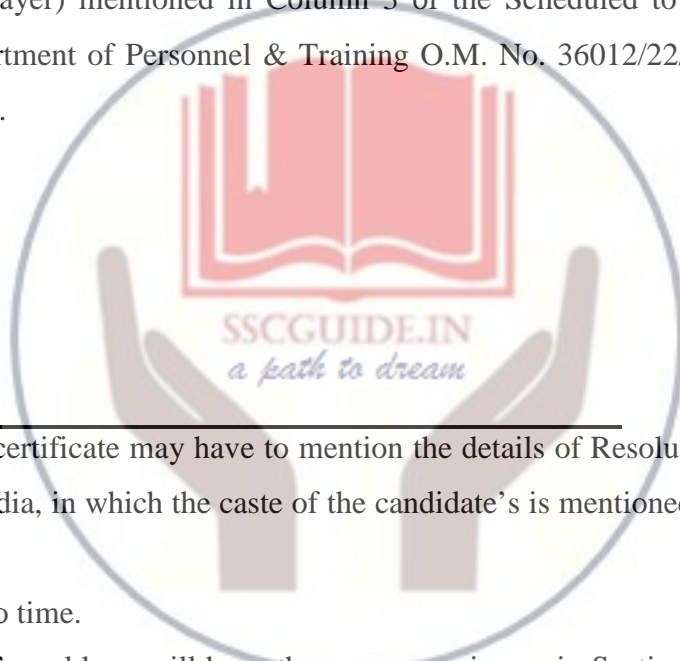 ayer) mentioned in Column 3 of the Scheduled to
rtment of Personnel & Training O.M. No. 36012/22/
.
SSCGUIDE.IN
a path to dream
certificate may have to mention the details of Resolu
dia, in which the caste of the candidate’s is mentioned
o time.